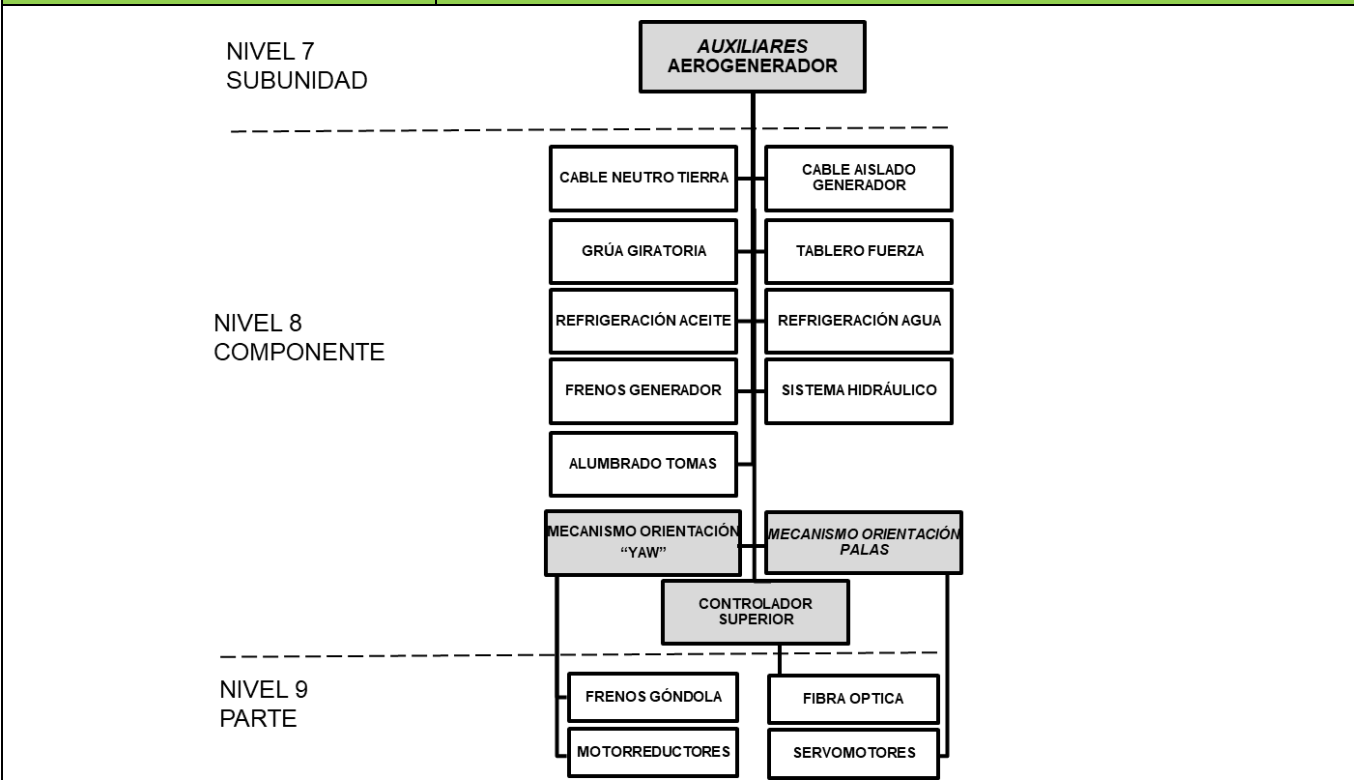 NIVEL 7
SUBUNIDAD
AUXILIARES
AEROGENERADOR
NIVEL 8
COMPONENTE
CABLE NEUTRO TIERRA
CABLE AISLADO
GENERADOR
GRÚA GIRATORIA
TABLERO FUERZA
REFRIGERACIÓN ACEITE
REFRIGERACIÓN AGUA
FRENOS GENERADOR
SISTEMA HIDRÁULICO
ALUMBRADO TOMAS
MECANISMO ORIENTACIÓN
“YAW”
MECANISMO ORIENTACIÓN
PALAS
CONTROLADOR
SUPERIOR
NIVEL 9
PARTE
FRENOS GÓNDOLA
FIBRA OPTICA
MOTORREDUCTORES
SERVOMOTORES